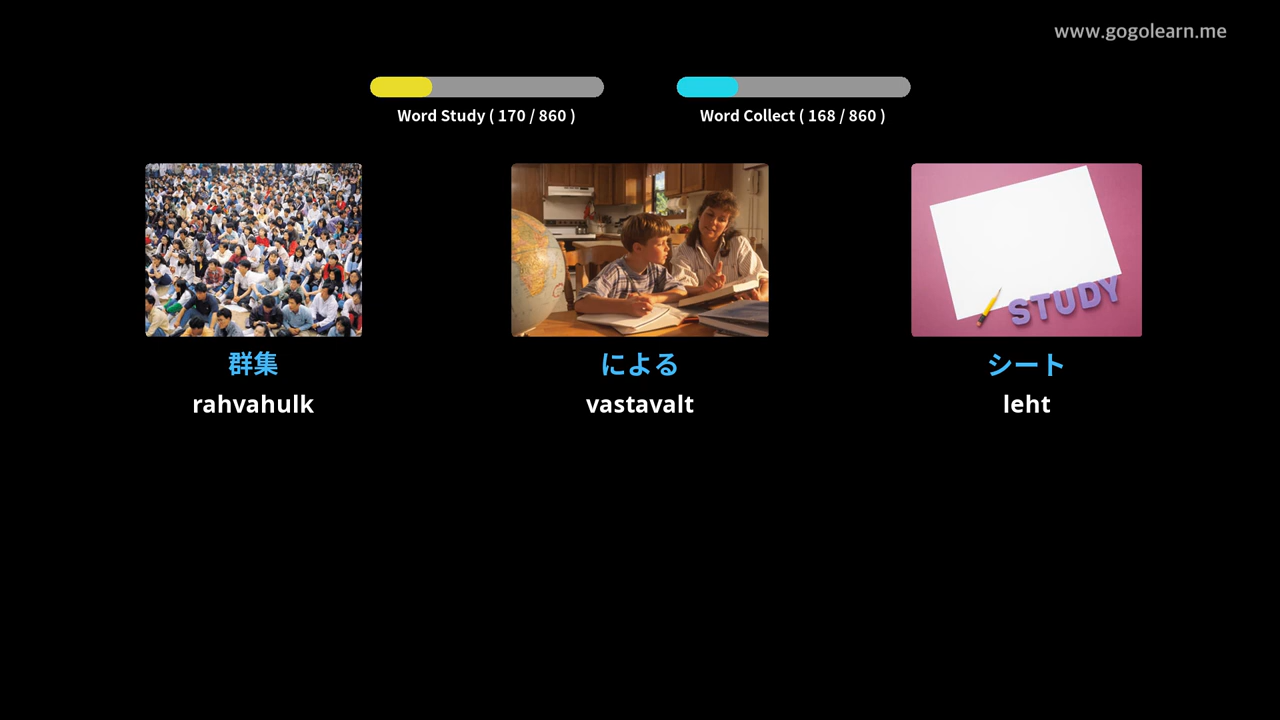 www.gogolearn.me
Word Study ( 170 / 860 )
Word Collect ( 168 / 860 )
STUDY
群集
による
シート
rahvahulk
vastavalt
leht